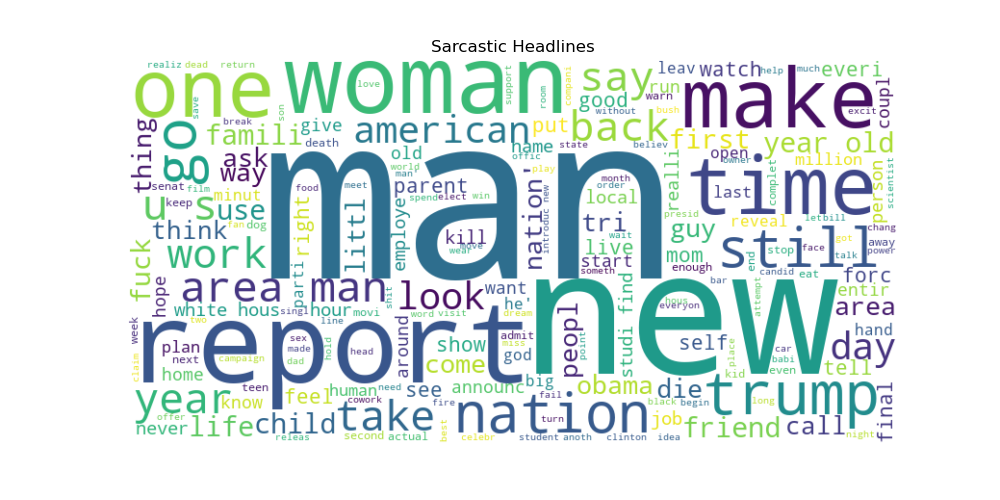 Sarcastic Headlines
realiz dead return
one
woman
love
support
room
compani
say
run
leav watch
help much
everi
make
coupl
save
break
son
good
without
warn
bush
excit
thing
go
famili
give
death
american
name
put
back
first
year old
ask
way
old
world
man
offic
state
believ
really
open
owner
million
person
scientist
senat
film
minut
right
food
meet
parent
spend elect win
play
month
order
local
last
time
complet
keep
u s
use
fan dog
littl
employe
man
nation'
introduc new
tri
presid
reveal
letbill
chang
think
kill
move
wear
wait
live
guy
still
got
stop
face
talk
away
power
fuck
work
parti
start
mom
end
someth
enough
candid
eat
forc
hope
area man
shit
look
want
he'
bar
attempt
entir
white hous
singl
hour
movi
word visit
dream
everyon
hous
new
area
week
two
line
report
around
admit
miss
peopl
studi find
point
self
place
car
babi
hand
day
claim
plan
next
sex
made
head
show
god
home
campaign
dad
hold
come
big
kid
even
tell
year
teen
human
need
see
announc
obama
die
trump
final
know
feel
cowork
fire
fail
black begin
long
offer
never
life
child
take
best
nation
turn
job
friend
call
night
releas
second actual
celebr
student anoth
clinton idea